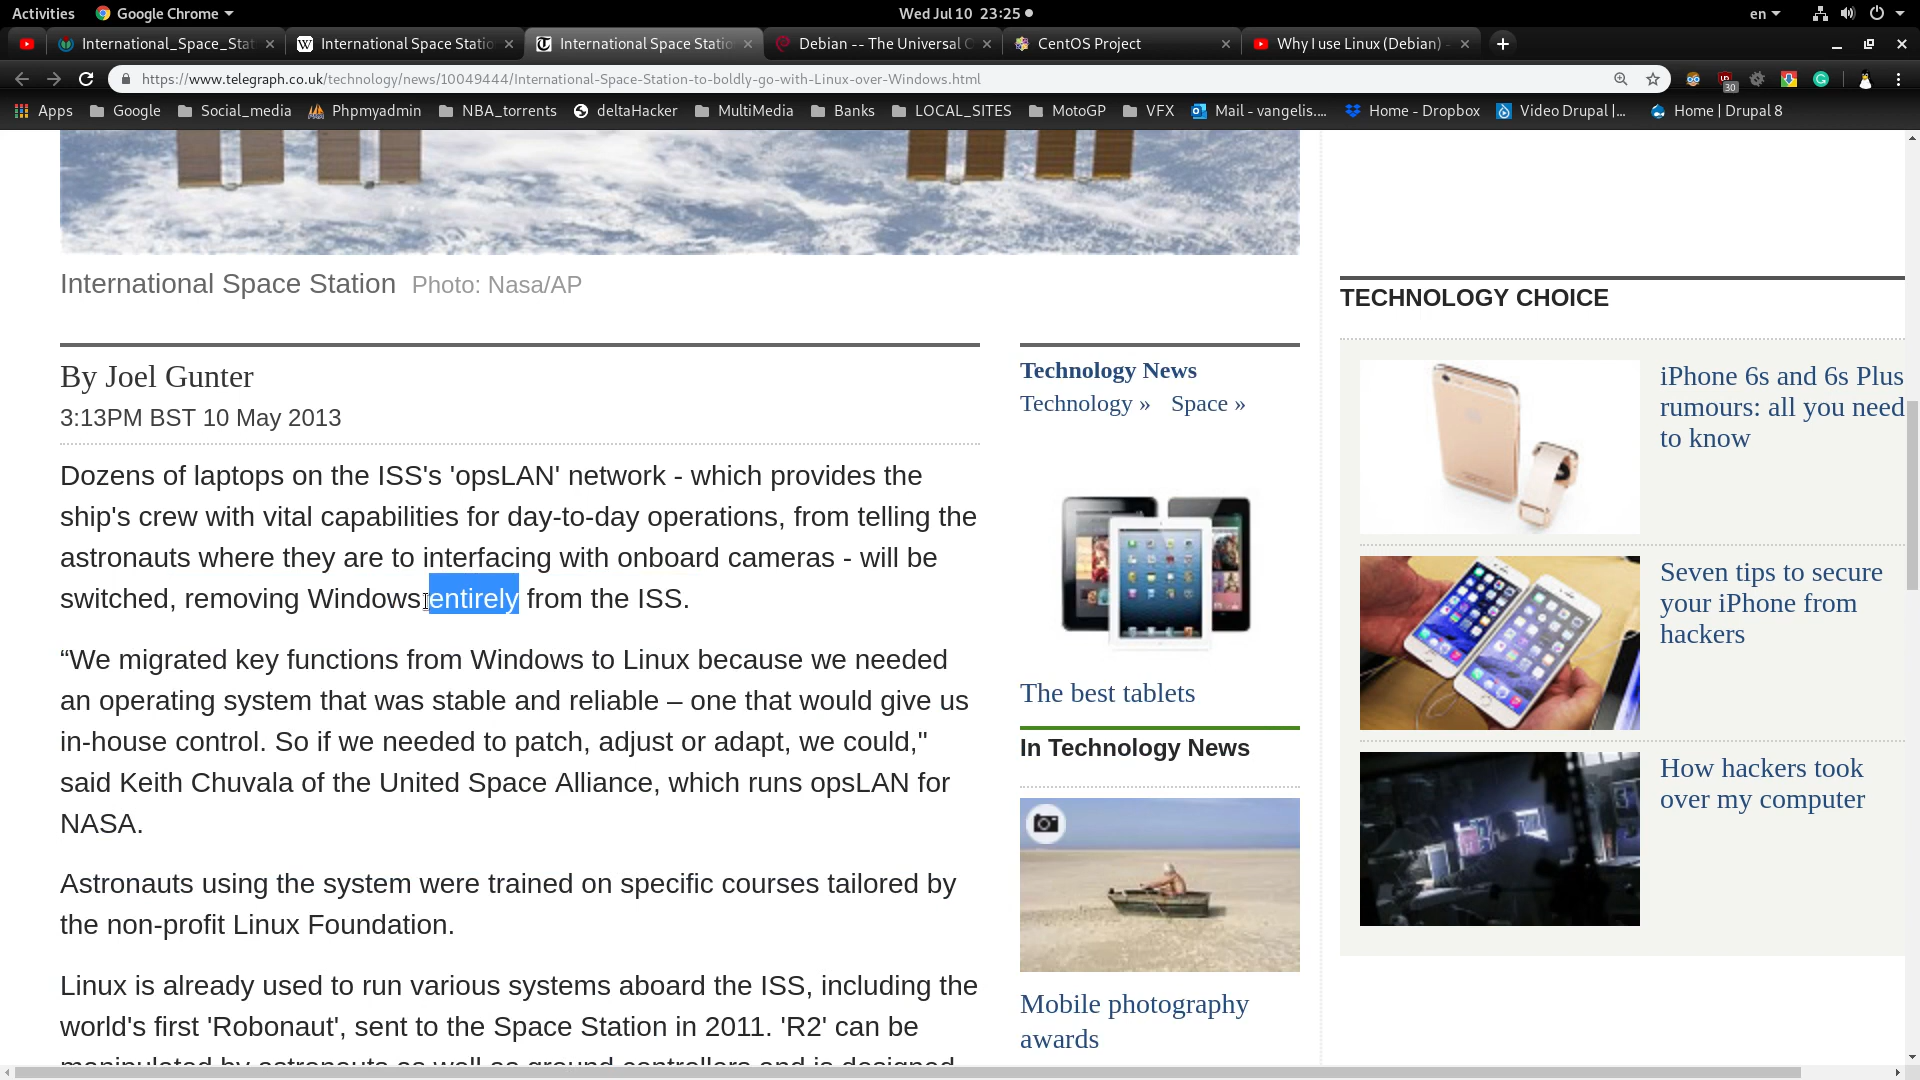 Activities
Google Chrome
Wed Jul 10 23:25
en
International_Space_Stat
International Space Statio
International Space Statio
Debian -- The Universal O
CentOS Project
Why I use Linux (Debian) -
https://www.telegraph.co.uk/technology/news/10049444/International-Space-Station-to-boldly-go-with-Linux-over-Windows.html
30
Apps
Google
Social_media
Phpmyadmin
NBA_torrents
deltaHacker
MultiMedia
Banks
LOCAL_SITES
MotoGP
VFX
Mail - vangelis....
Home - Dropbox
Video Drupal |...
Home | Drupal 8
International Space Station Photo: Nasa/AP
By Joel Gunter
3:13PM BST 10 May 2013
Dozens of laptops on the ISS's 'opsLAN' network - which provides the
ship's crew with vital capabilities for day-to-day operations, from telling the
astronauts where they are to interfacing with onboard cameras - will be
switched, removing Windows entirely from the ISS.
“We migrated key functions from Windows to Linux because we needed
an operating system that was stable and reliable – one that would give us
in-house control. So if we needed to patch, adjust or adapt, we could,"
said Keith Chuvala of the United Space Alliance, which runs opsLAN for
NASA.
Astronauts using the system were trained on specific courses tailored by
the non-profit Linux Foundation.
Linux is already used to run various systems aboard the ISS, including the
world's first 'Robonaut', sent to the Space Station in 2011. 'R2' can be
manipulated by astronauts as well as ground controllers and is designed
Technology News
Technology » Space »
The best tablets
In Technology News
Mobile photography
awards
TECHNOLOGY CHOICE
iPhone 6s and 6s Plus
rumours: all you need
to know
Seven tips to secure
your iPhone from
hackers
How hackers took
over my computer